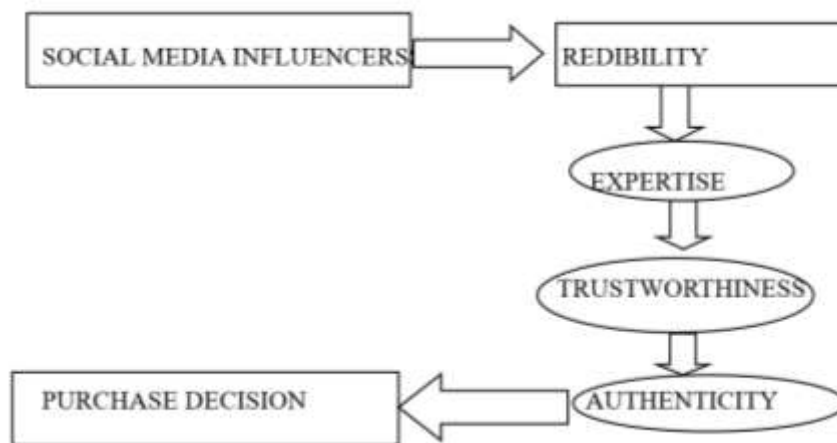 SOCIAL MEDIA INFLUENCERS
REDIBILITY
EXPERTISE
TRUSTWORTHINESS
AUTHENTICITY
PURCHASE DECISION